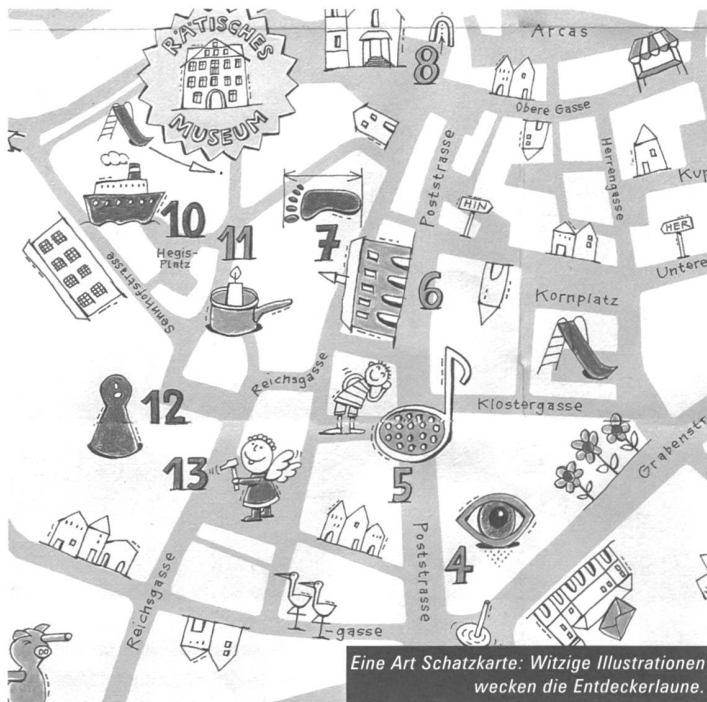 RÄTISCHES
MUSEUM
8
Arcas
Obere Gasse
Herrengasse
Poststrasse
HIN
HER
Untere
10
11
7
Hegis-
Platz
Sennhofstrasse
6
Kornplatz
Reichsgasse
12
Klostergasse
13
5
Grabenstr
4
Poststrasse
Reichsgasse
-gasse
Eine Art Schatzkarte: Witzige Illustrationen
wecken die Entdeckerlaune.